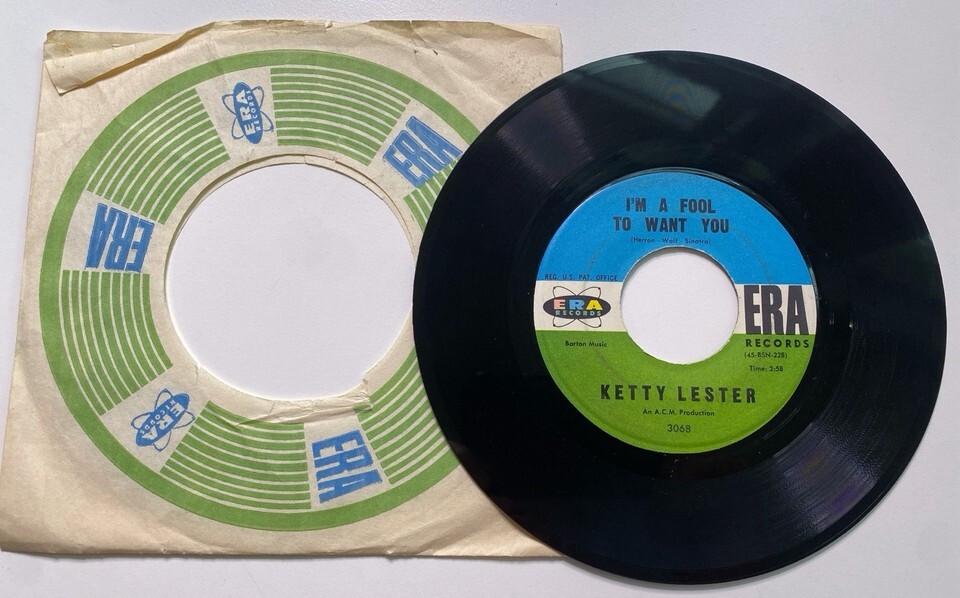 ERA
RECORDS
ERA
ERA
ERA
RECORDS
ERA
I'M A FOOL
TO WANT YOU
(Herron - Wolf - Sinatra)
REG. U.S. PAT. OFFICE
ERA
RECORDS
ERA
RECORDS
Barton Music
(45-BSN-228)
Time: 2:58
KETTY LESTER
An A.C.M. Production
3068